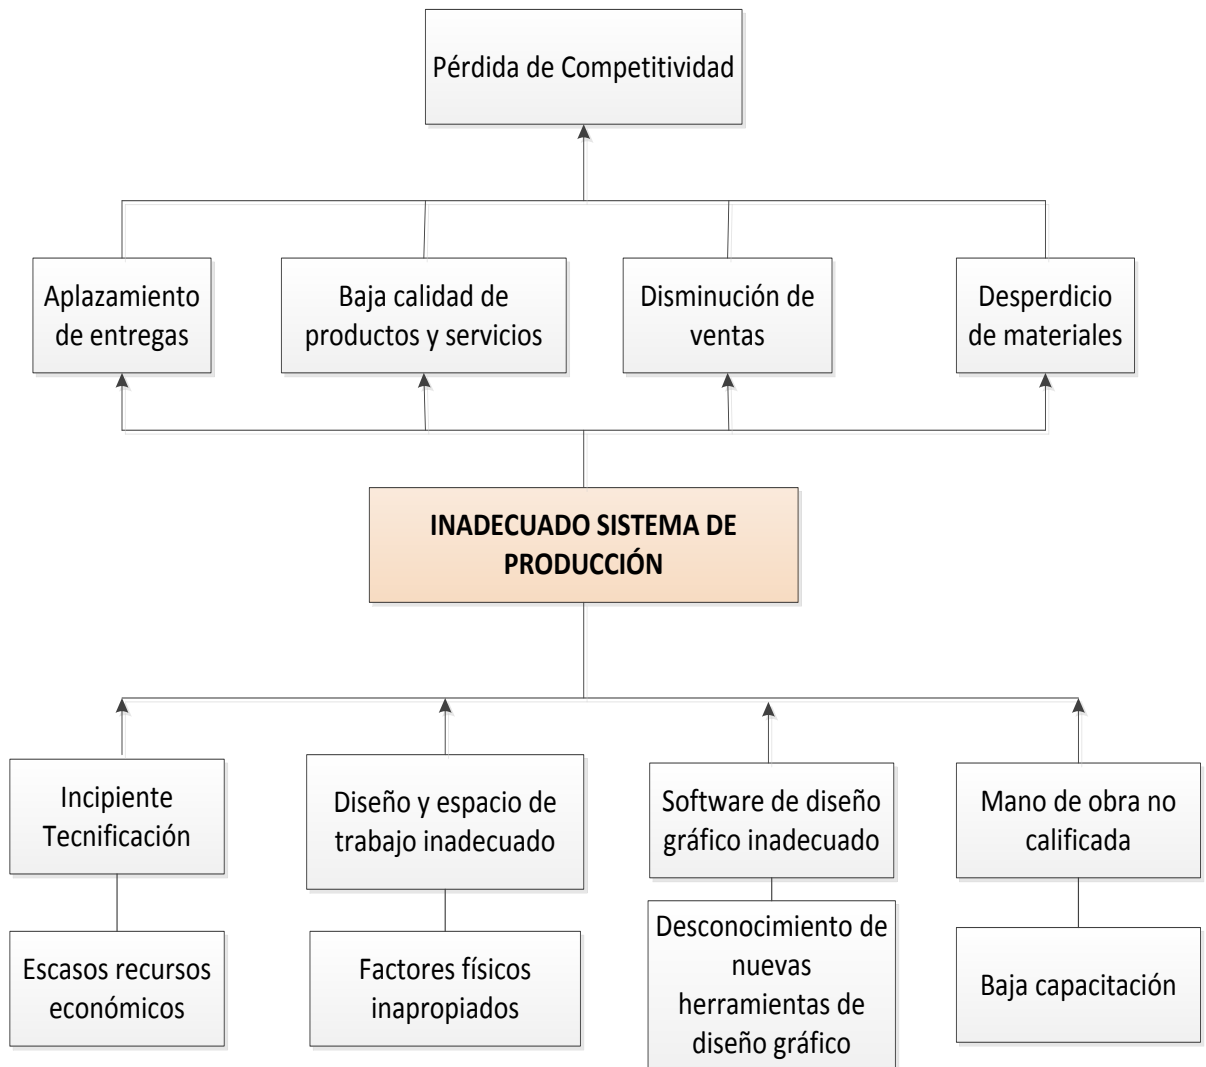 Pérdida de Competitividad
Aplazamiento
de entregas
Baja calidad de
productos y servicios
Disminución de
ventas
Desperdicio
de materiales
INADECUADO SISTEMA DE
PRODUCCIÓN
Incipiente
Tecnificación
Diseño y espacio de
trabajo inadecuado
Software de diseño
gráfico inadecuado
Mano de obra no
calificada
Escasos recursos
económicos
Factores físicos
inapropiados
Desconocimiento de
nuevas
herramientas de
diseño gráfico
Baja capacitación